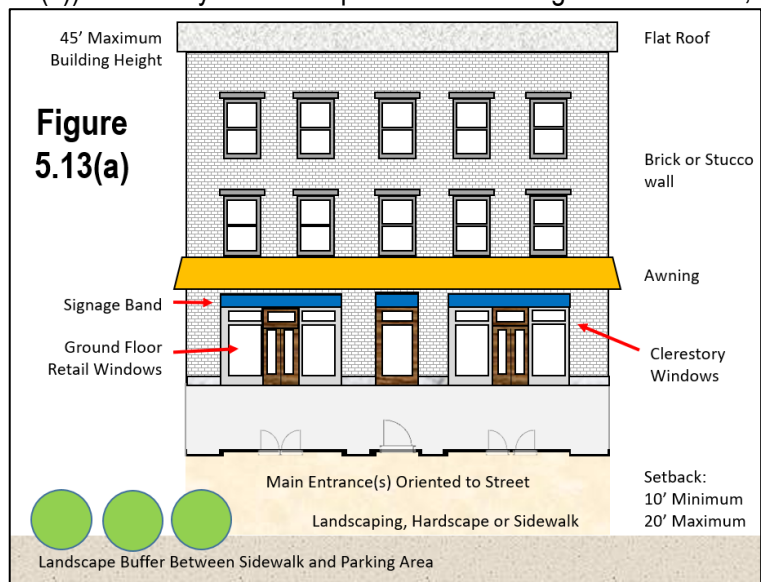 45' Maximum
Building Height
Flat Roof
Figure
5.13(a)
Brick or Stucco
wall
Awning
Signage Band
Ground Floor
Retail Windows
Clerestory
Windows
Main Entrance(s) Oriented to Street
Setback:
10' Minimum
20' Maximum
Landscaping, Hardscape or Sidewalk
Landscape Buffer Between Sidewalk and Parking Area